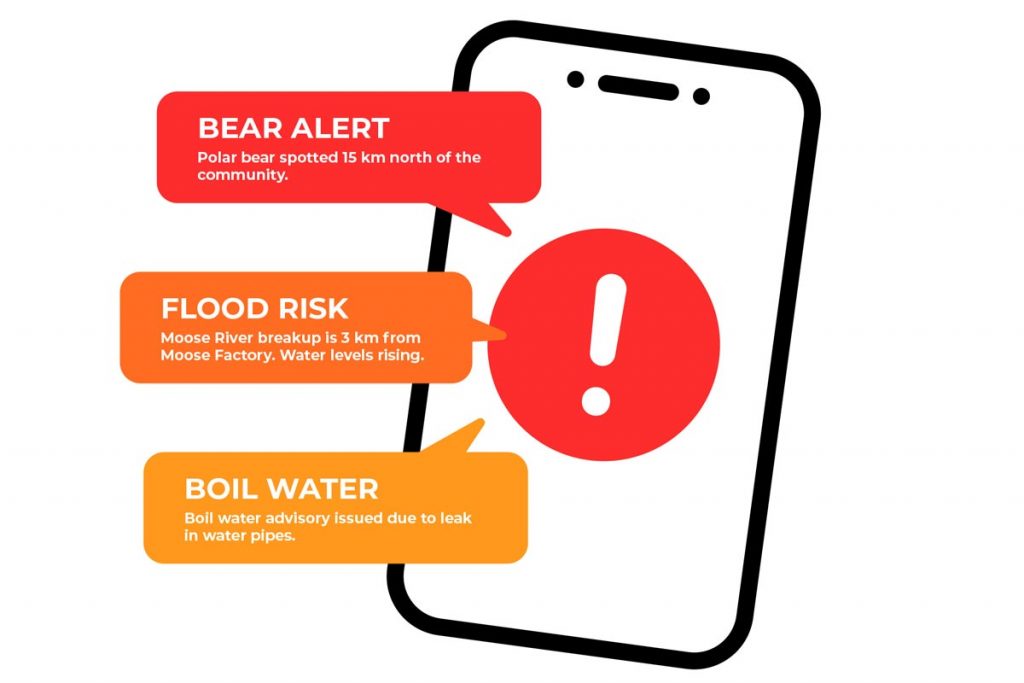 BEAR ALERT
Polar bear spotted 15 km north of the
community.
FLOOD RISK
Moose River breakup is 3 km from
Moose Factory. Water levels rising.
BOIL WATER
Boil water advisory issued due to leak
in water pipes.
!